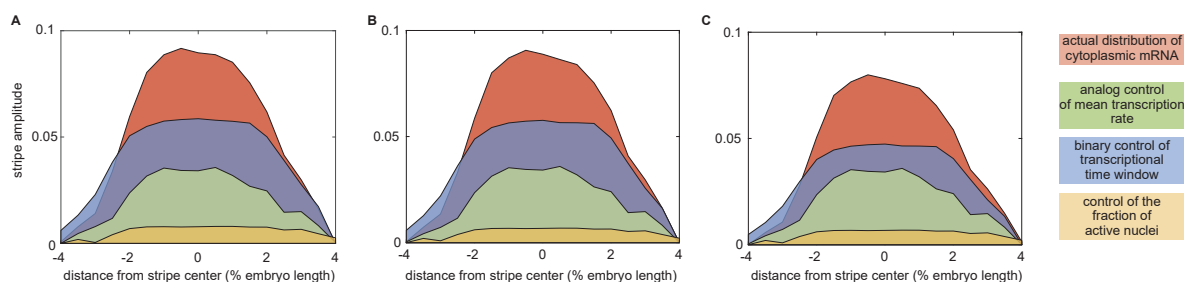 A
B
C
0.1
0.05
0
stripe amplitude
-4
-2
0
2
4
distance from stripe center (% embryo length)
0.1
0.05
0
-4
-2
0
2
4
distance from stripe center (% embryo length)
0.1
0.05
0
-4
-2
0
2
4
distance from stripe center (% embryo length)
actual distribution of
cytoplasmic mRNA
analog control
of mean transcription
rate
binary control of
transcriptional
time window
control of the
fraction of
active nuclei